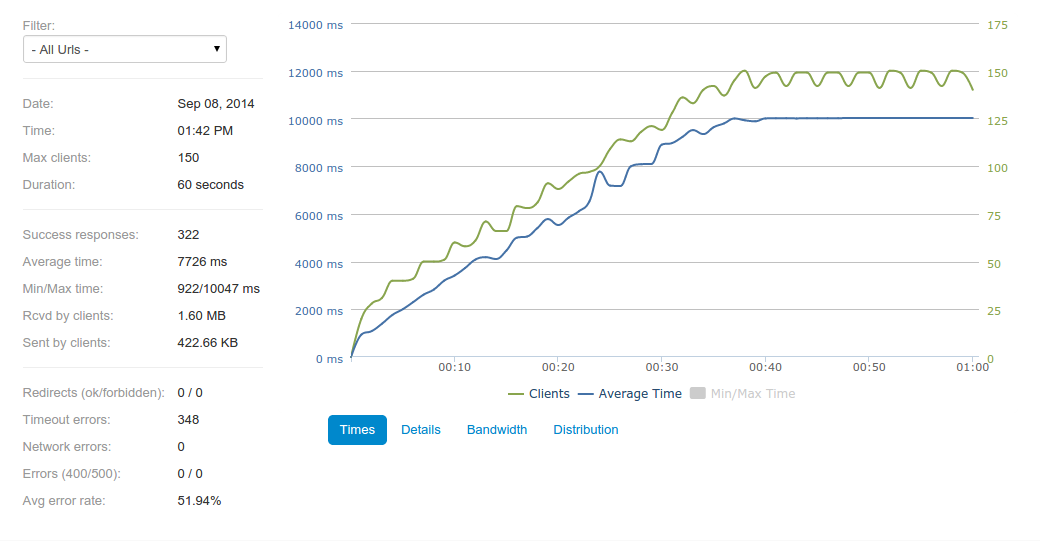 Filter:
- All Urls -
Date: Sep 08, 2014
Time: 01:42 PM
Max clients: 150
Duration: 60 seconds
Success responses: 322
Average time: 7726 ms
Min/Max time: 922/10047 ms
Rcvd by clients: 1.60 MB
Sent by clients: 422.66 KB
Redirects (ok/forbidden): 0 / 0
Timeout errors: 348
Network errors: 0
Errors (400/500): 0 / 0
Avg error rate: 51.94%
14000 ms 175
12000 ms 150
10000 ms 125
8000 ms 100
6000 ms 75
4000 ms 50
2000 ms 25
0 ms 0
00:10 00:20 00:30 00:40 00:50 01:00
Clients Average Time Min/Max Time
Times Details Bandwidth Distribution